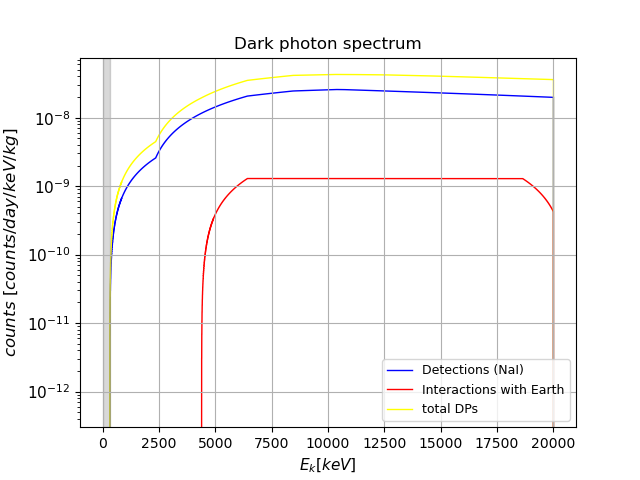 Dark photon spectrum
counts [counts/day/keV/kg]
10⁻⁸
10⁻⁹
10⁻¹⁰
10⁻¹¹
10⁻¹²
Detections (NaI)
Interactions with Earth
total DPs
0 2500 5000 7500 10000 12500 15000 17500 20000
Eₖ[keV]